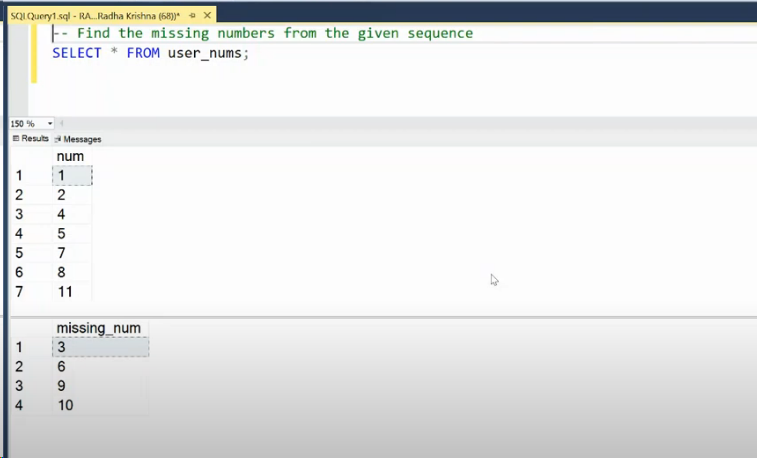 SQLQuery1.sql - RA...Radha Krishna (68))*
-- Find the missing numbers from the given sequence
SELECT * FROM user_nums;
150 %
Results Messages
num
1 1
2 2
3 4
4 5
5 7
6 8
7 11
missing_num
1 3
2 6
3 9
4 10